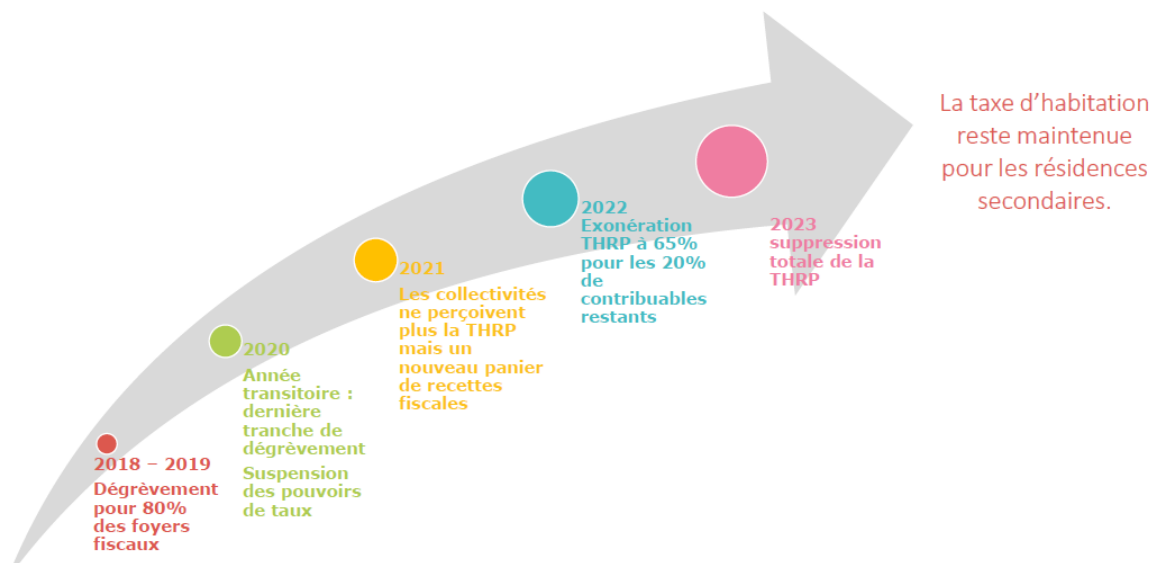 2018 – 2019
Dégrèvement
pour 80%
des foyers
fiscaux
2020
Année
transitoire :
dernière
tranche de
dégrèvement
Suspension
des pouvoirs
de taux
2021
Les collectivités
ne perçoivent
plus la THRP
mais un
nouveau panier
de recettes
fiscales
2022
Exonération
THRP à 65%
pour les 20%
de
contribuables
restants
2023
suppression
totale de la
THRP
La taxe d’habitation
reste maintenue
pour les résidences
secondaires.